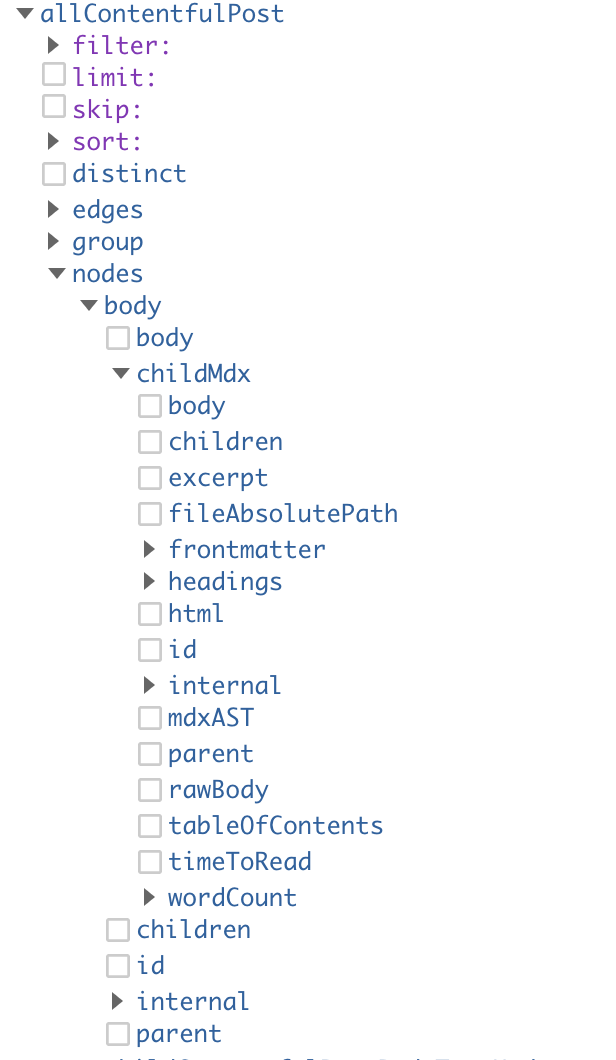 allContentfulPost
filter:
limit:
skip:
sort:
distinct
edges
group
nodes
body
body
childMdx
body
children
excerpt
fileAbsolutePath
frontmatter
headings
html
id
internal
mdxAST
parent
rawBody
tableOfContents
timeToRead
wordCount
children
id
internal
parent